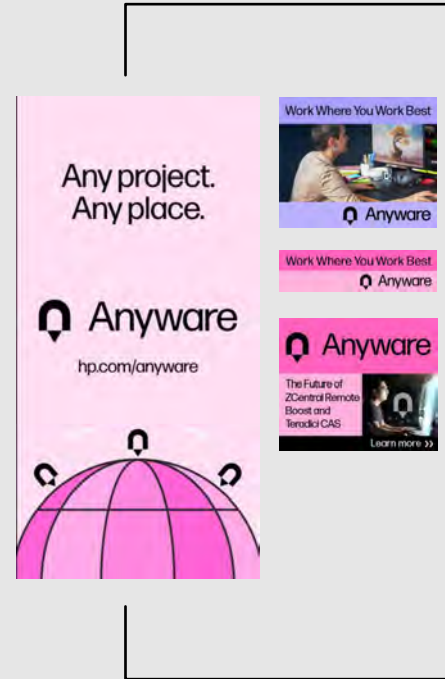 Any project.
Any place.
Anyware
hp.com/anyware
Work Where You Work Best
Anyware
Work Where You Work Best
Anyware
Anyware
The Future of
ZCentral Remote
Boost and
Teradici CAS
Learn more »